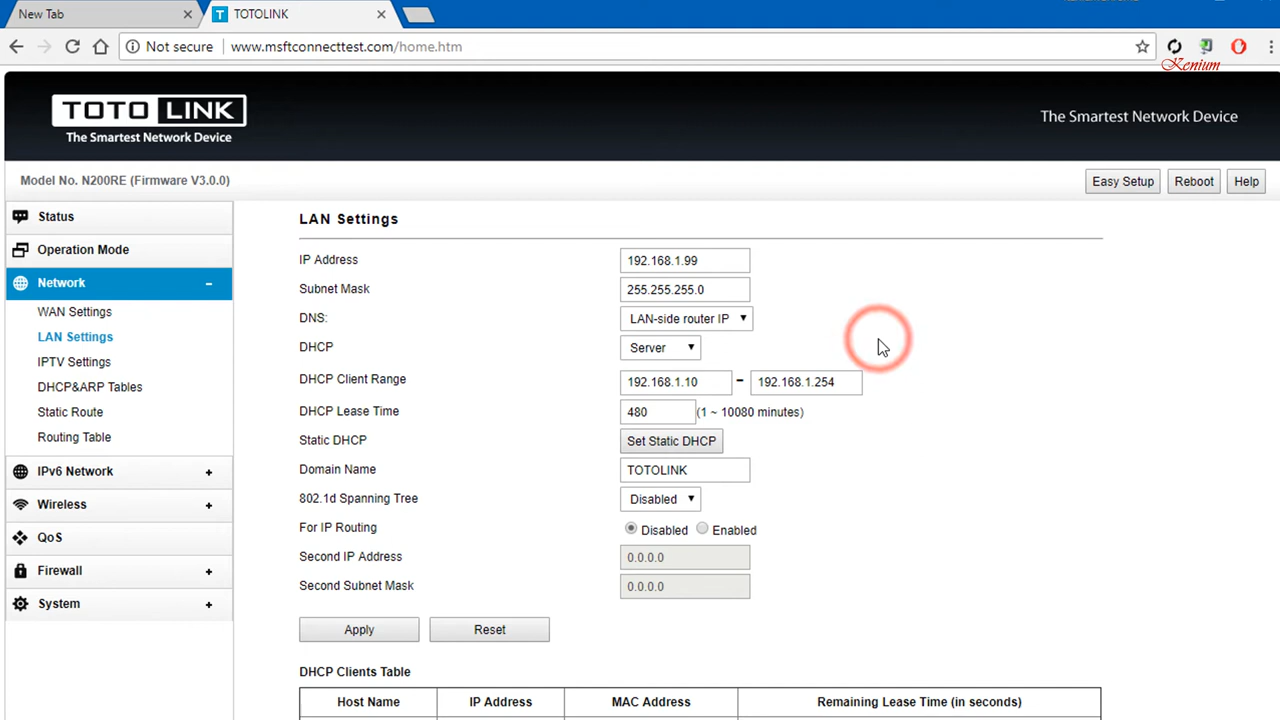 New Tab
TOTOLINK
Not secure
www.msftconnecttest.com/home.htm
Kenium
TOTO LINK
The Smartest Network Device
The Smartest Network Device
Model No. N200RE (Firmware V3.0.0)
Easy Setup
Reboot
Help
Status
Operation Mode
Network
WAN Settings
LAN Settings
IPTV Settings
DHCP&ARP Tables
Static Route
Routing Table
IPv6 Network
Wireless
QoS
Firewall
System
LAN Settings
IP Address 192.168.1.99
Subnet Mask 255.255.255.0
DNS: LAN-side router IP
DHCP Server
DHCP Client Range 192.168.1.10 – 192.168.1.254
DHCP Lease Time 480 (1 ~ 10080 minutes)
Static DHCP Set Static DHCP
Domain Name TOTOLINK
802.1d Spanning Tree Disabled
For IP Routing Disabled Enabled
Second IP Address 0.0.0.0
Second Subnet Mask 0.0.0.0
Apply Reset
DHCP Clients Table
Host Name IP Address MAC Address Remaining Lease Time (in seconds)